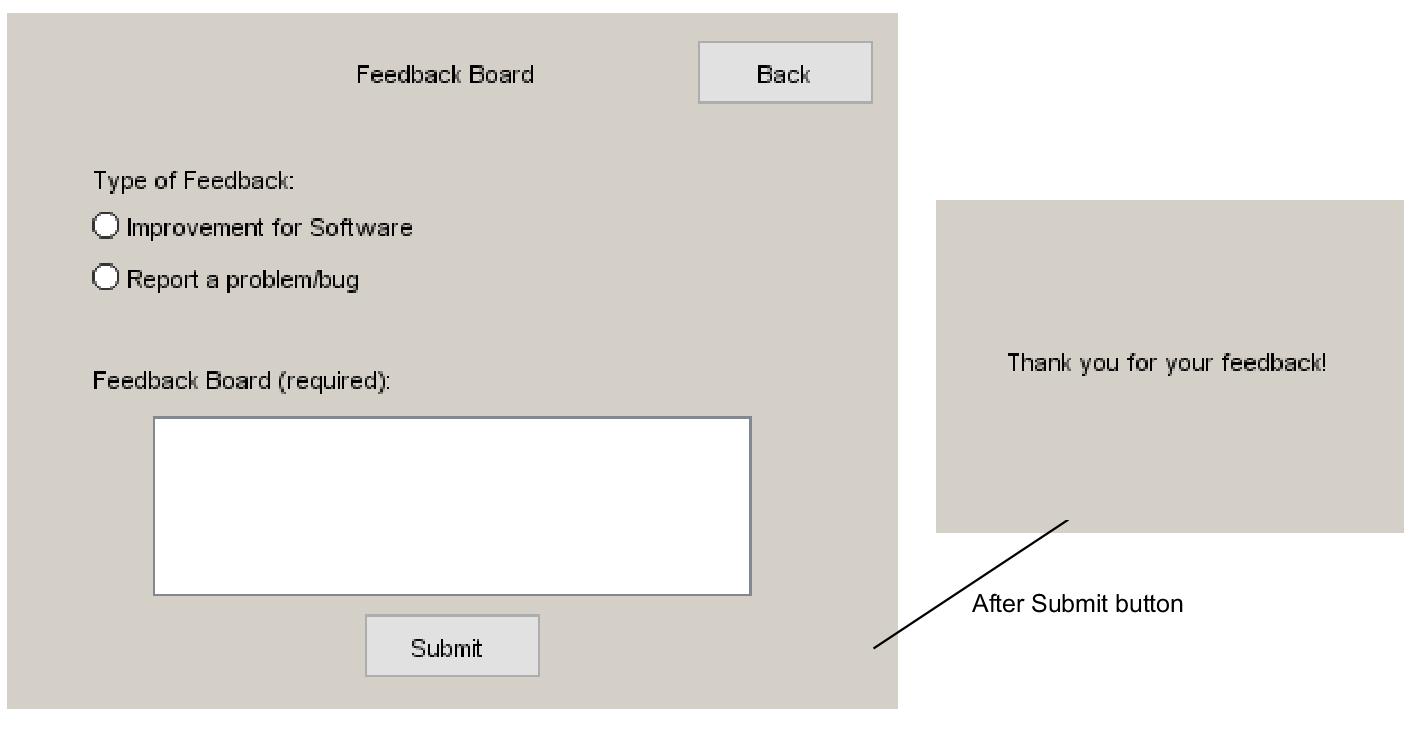 Feedback Board
Back
Type of Feedback:
Improvement for Software
Report a problem/bug
Feedback Board (required):
Submit
Thank you for your feedback!
After Submit button